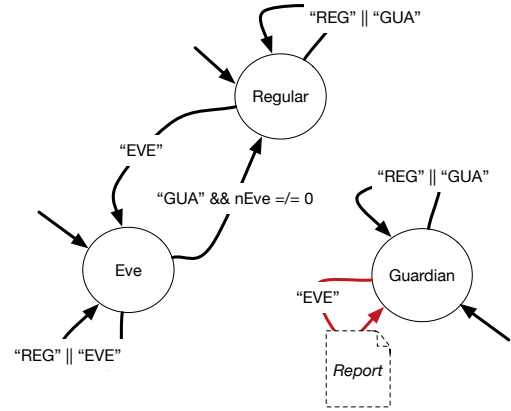 “REG” || “GUA”
Regular
“EVE”
“GUA” && nEve =/= 0
“REG” || “GUA”
Eve
Guardian
“EVE”
“REG” || “EVE”
Report